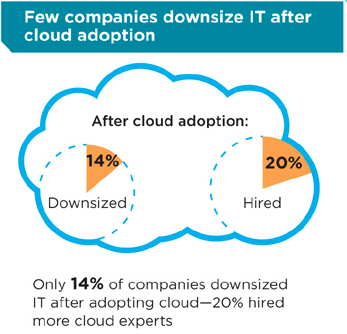 Few companies downsize IT after
cloud adoption
After cloud adoption:
14%
Downsized
20%
Hired
Only 14% of companies downsized
IT after adopting cloud—20% hired
more cloud experts